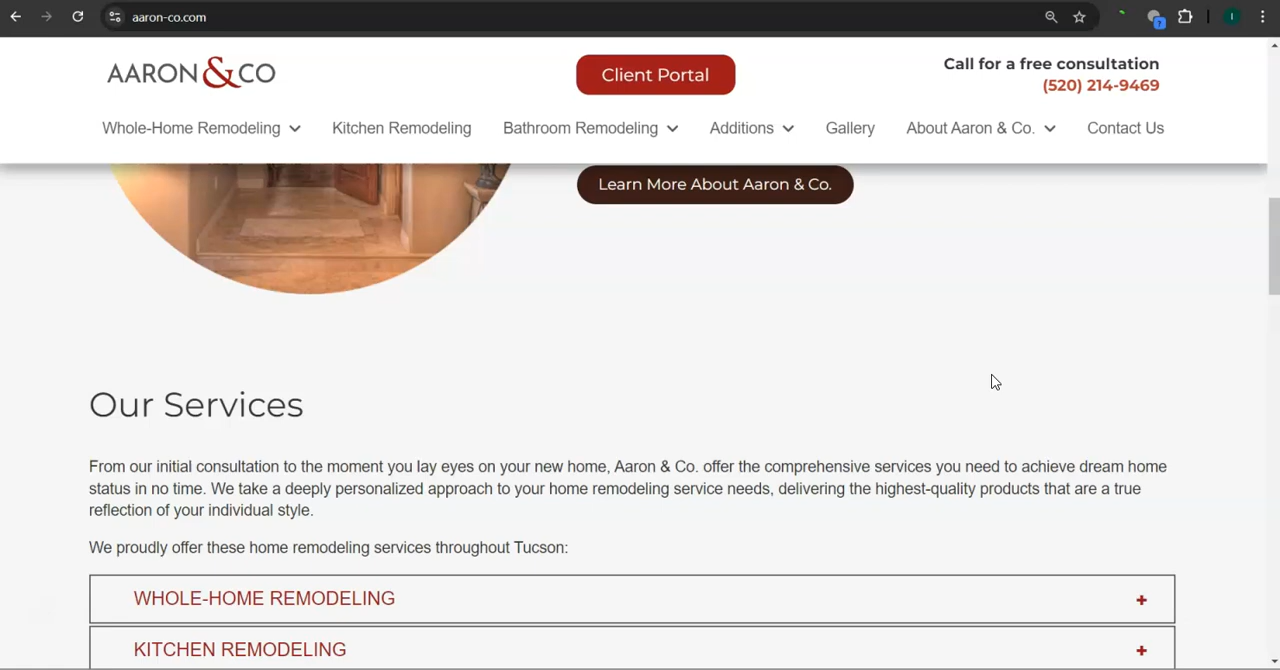 aaron-co.com
AARON&CO
Client Portal
Call for a free consultation
(520) 214-9469
Whole-Home Remodeling Kitchen Remodeling Bathroom Remodeling Additions Gallery About Aaron & Co. Contact Us
Learn More About Aaron & Co.
Our Services
From our initial consultation to the moment you lay eyes on your new home, Aaron & Co. offer the comprehensive services you need to achieve dream home
status in no time. We take a deeply personalized approach to your home remodeling service needs, delivering the highest-quality products that are a true
reflection of your individual style.
We proudly offer these home remodeling services throughout Tucson:
WHOLE-HOME REMODELING +
KITCHEN REMODELING +